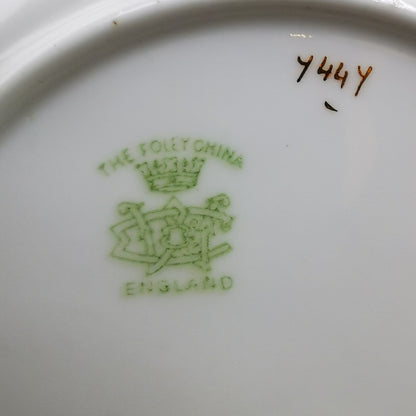 Y44Y
THE FOLEY CHINA
ENGLAND